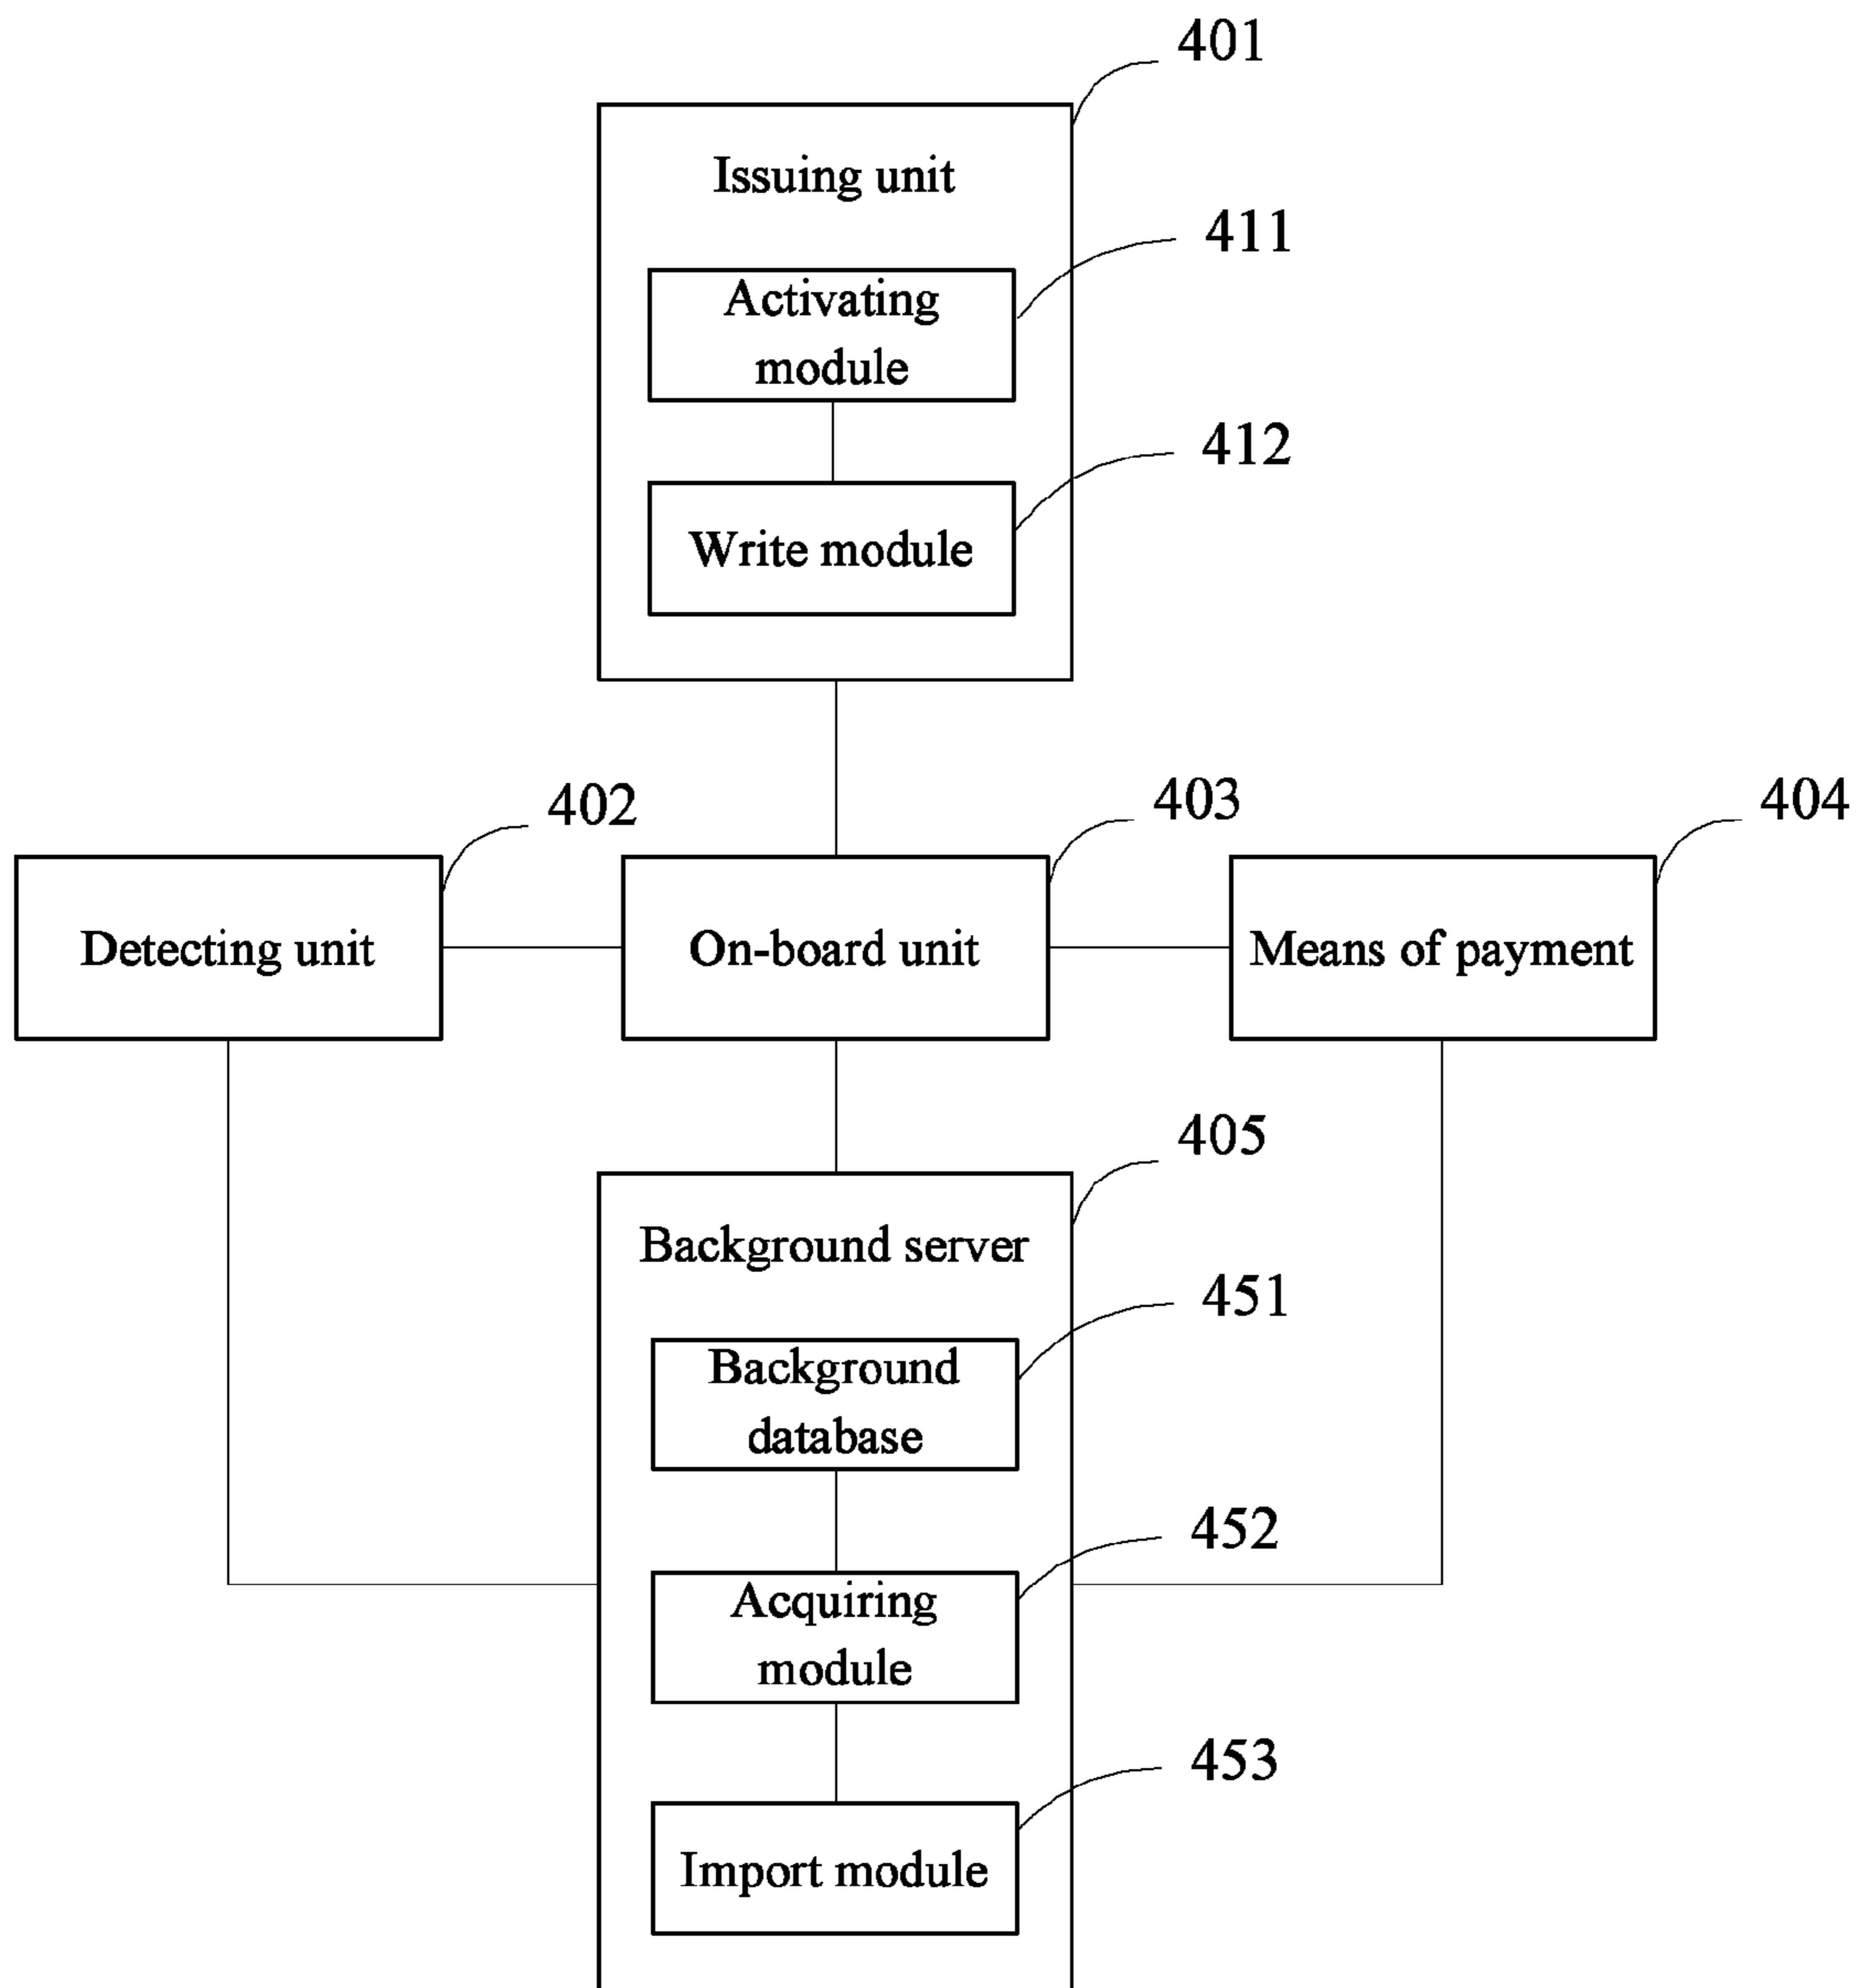 401
Issuing unit
411
Activating
module
412
Write module
402
403
404
Detecting unit
On-board unit
Means of payment
405
Background server
451
Background
database
452
Acquiring
module
453
Import module